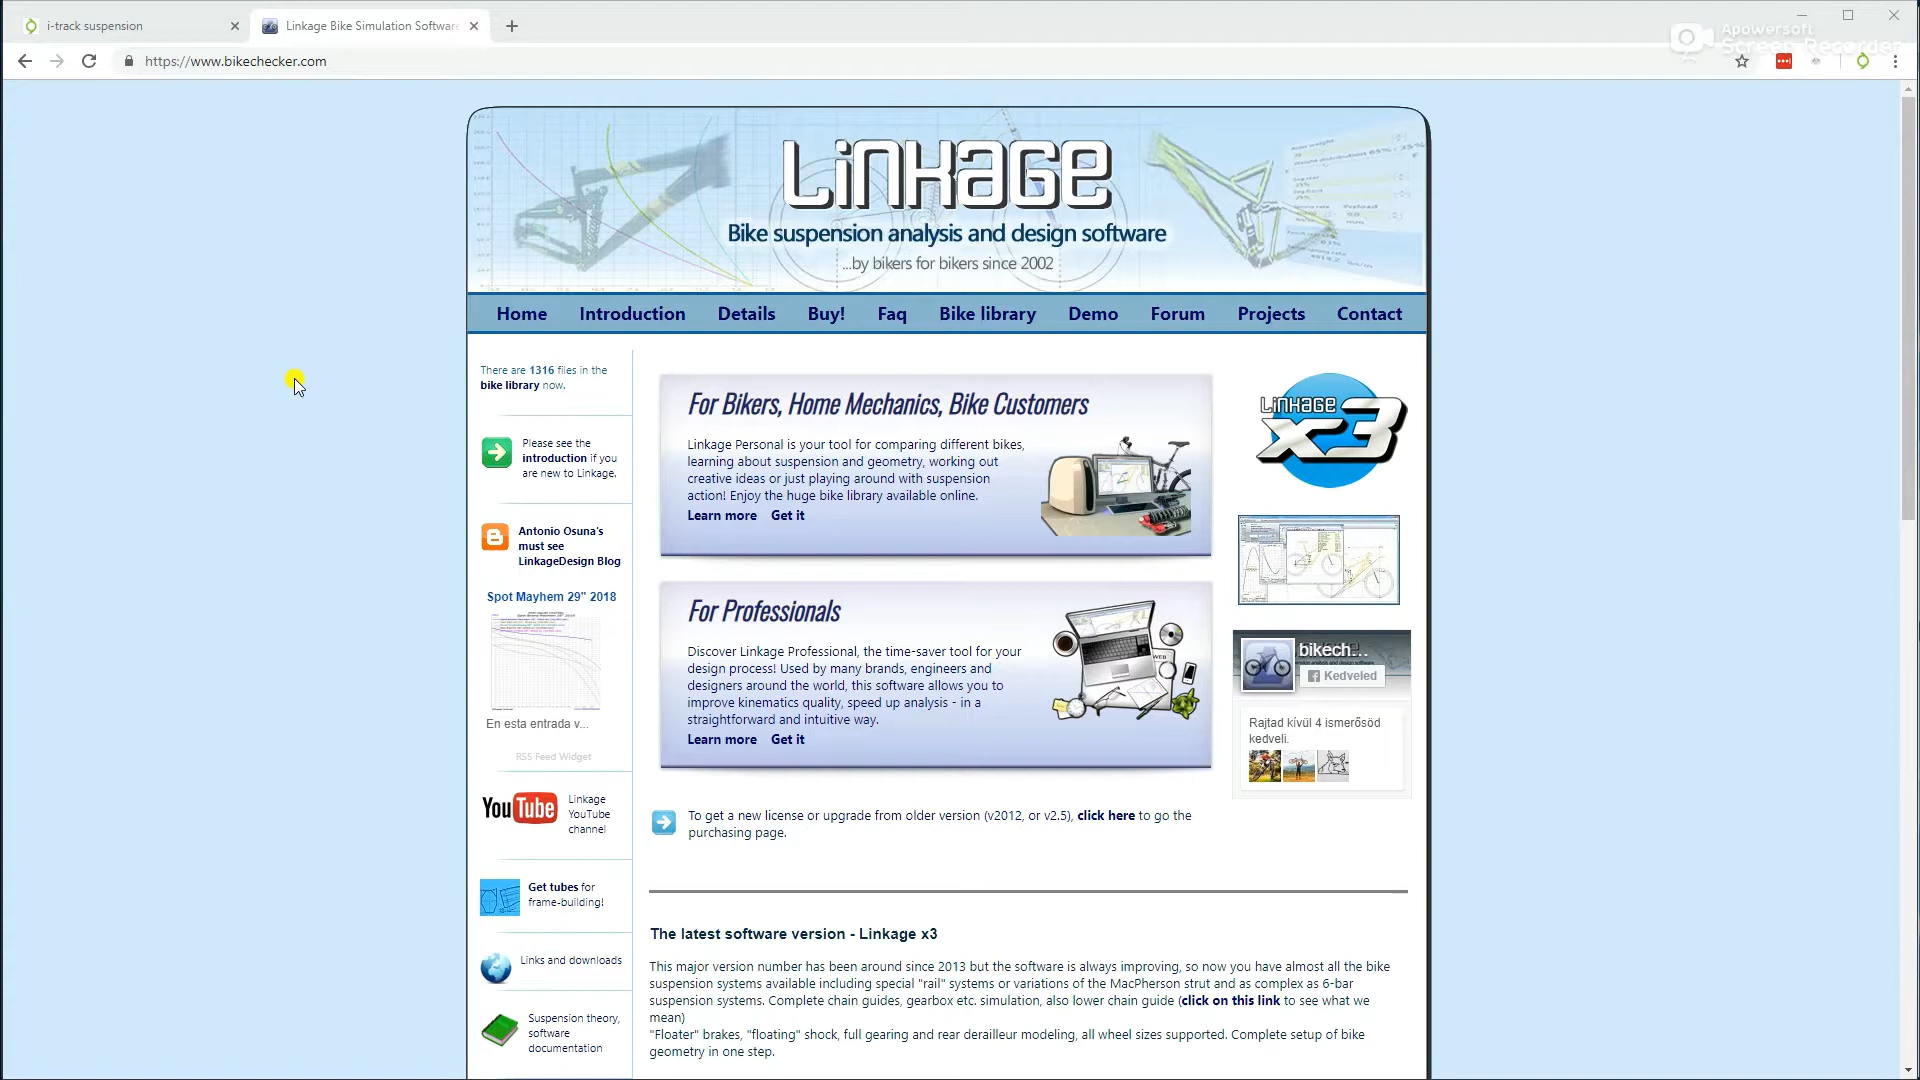 i-track suspension
Linkage Bike Simulation Software
Apowersoft
Screen Recorder
https://www.bikechecker.com
Linkage
Bike suspension analysis and design software
...by bikers for bikers since 2002
Home Introduction Details Buy! Faq Bike library Demo Forum Projects Contact
There are 1316 files in the
bike library now.
Please see the
introduction if you
are new to Linkage.
Antonio Osuna's
must see
LinkageDesign Blog
Spot Mayhem 29" 2018
En esta entrada v...
RSS Feed Widget
YouTube
Linkage
YouTube
channel
Get tubes for
frame-building!
Links and downloads
Suspension theory,
software
documentation
For Bikers, Home Mechanics, Bike Customers
Linkage Personal is your tool for comparing different bikes,
learning about suspension and geometry, working out
creative ideas or just playing around with suspension
action! Enjoy the huge bike library available online.
Learn more Get it
For Professionals
Discover Linkage Professional, the time-saver tool for your
design process! Used by many brands, engineers and
designers around the world, this software allows you to
improve kinematics quality, speed up analysis - in a
straightforward and intuitive way.
Learn more Get it
To get a new license or upgrade from older version (v2012, or v2.5), click here to go the
purchasing page.
The latest software version - Linkage x3
This major version number has been around since 2013 but the software is always improving, so now you have almost all the bike
suspension systems available including special "rail" systems or variations of the MacPherson strut and as complex as 6-bar
suspension systems. Complete chain guides, gearbox etc. simulation, also lower chain guide (click on this link to see what we
mean)
"Floater" brakes, "floating" shock, full gearing and rear derailleur modeling, all wheel sizes supported. Complete setup of bike
geometry in one step.
LINKAGE
x3
bikech...
Kedveled
Rajtad kívül 4 ismerősöd
kedveli.